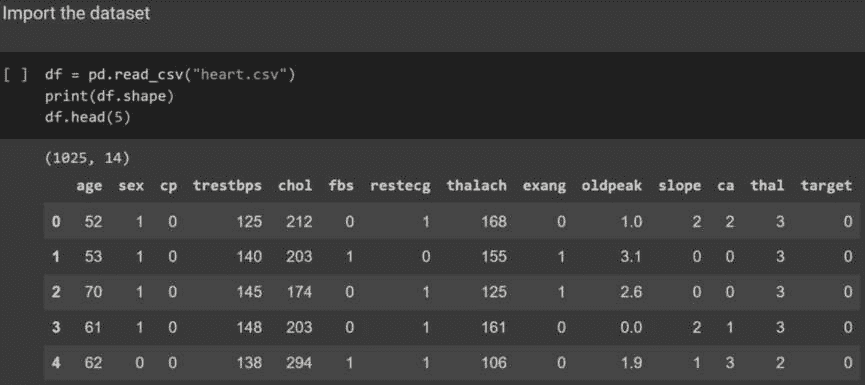 Import the dataset
[ ] df = pd.read_csv("heart.csv")
print(df.shape)
df.head(5)
(1025, 14)
age sex cp trestbps chol fbs restecg thalach exang oldpeak slope ca thal target
0 52 1 0 125 212 0 1 168 0 1.0 2 2 3 0
1 53 1 0 140 203 1 0 155 1 3.1 0 0 3 0
2 70 1 0 145 174 0 1 125 1 2.6 0 0 3 0
3 61 1 0 148 203 0 1 161 0 0.0 2 1 3 0
4 62 0 0 138 294 1 1 106 0 1.9 1 3 2 0